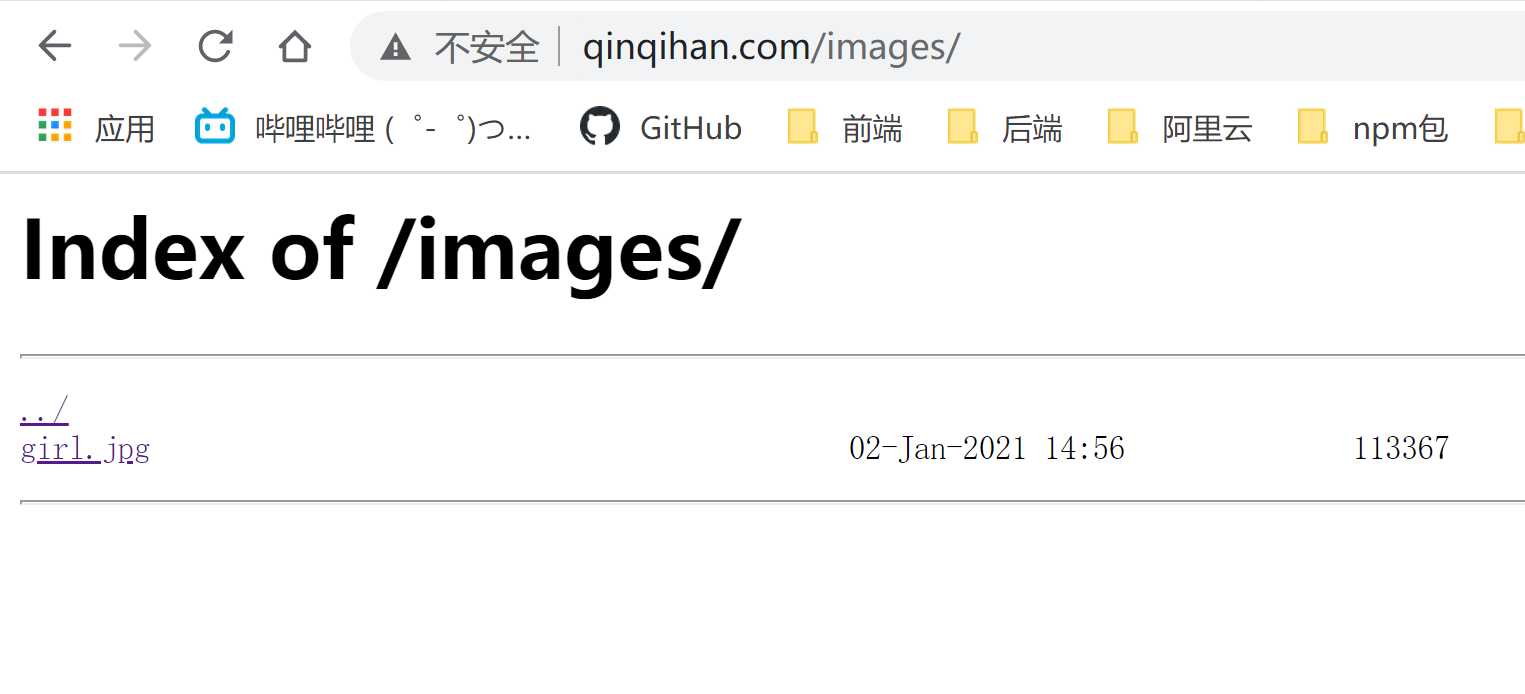 不安全 qinqihan.com/images/
应用 哔哩哔哩 ( ゜- ゜)つ... GitHub 前端 后端 阿里云 npm包
Index of /images/
../
girl.jpg 02-Jan-2021 14:56 113367